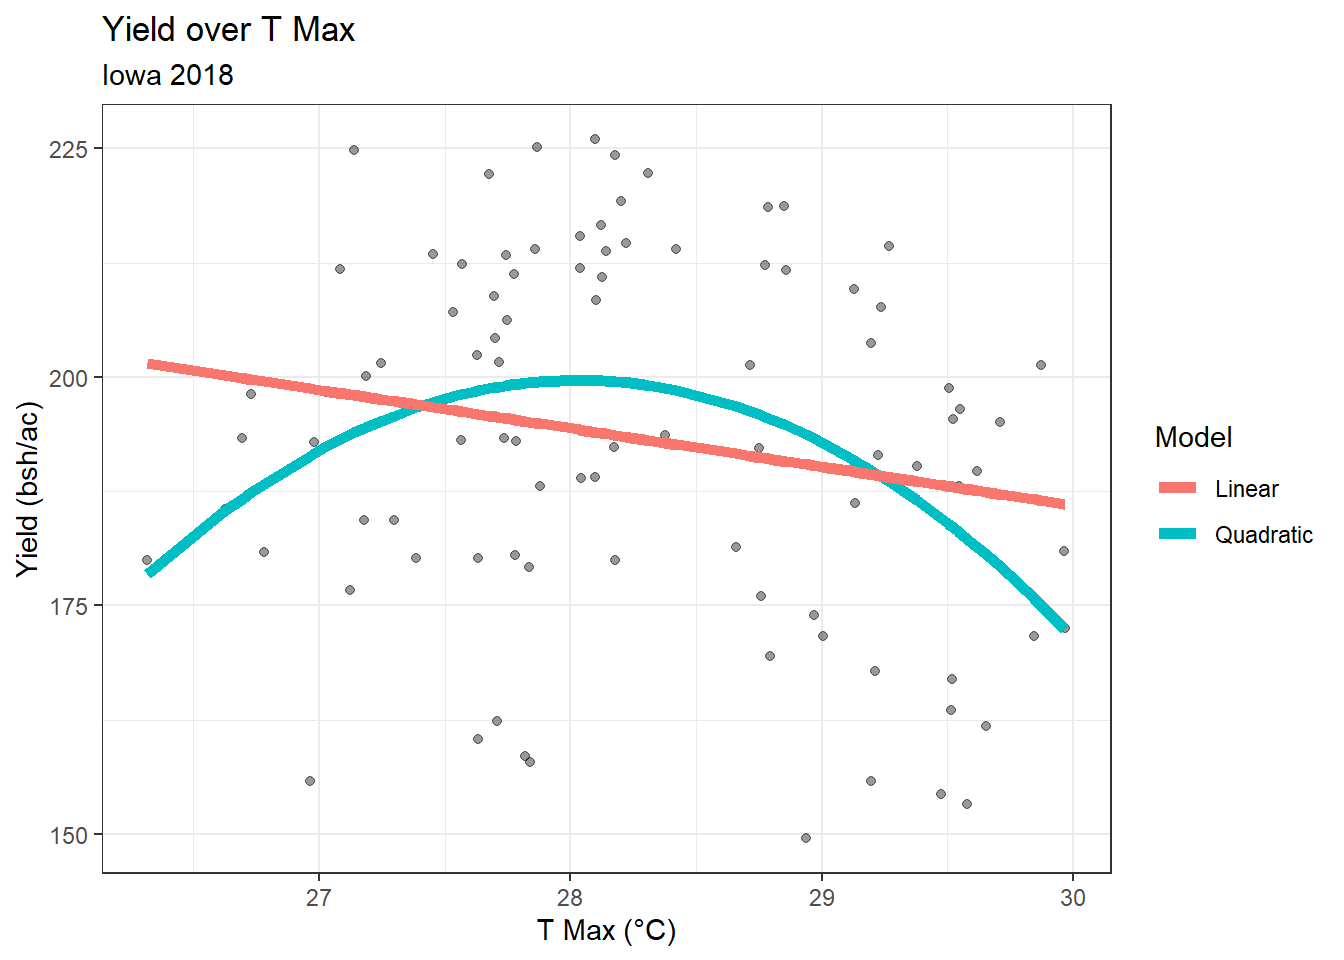 Yield over T Max
Iowa 2018
225
200
175
150
Yield (bsh/ac)
27 28 29 30
T Max (°C)
Model
Linear
Quadratic